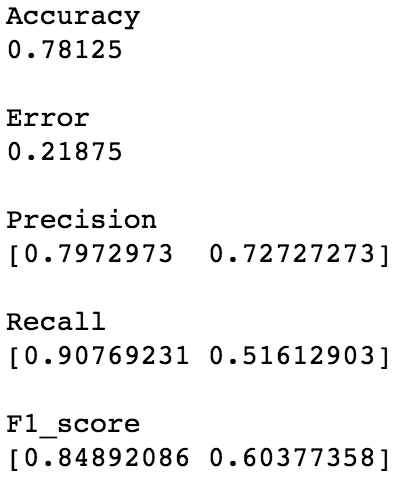 Accuracy
0.78125
Error
0.21875
Precision
[0.7972973  0.72727273]
Recall
[0.90769231 0.51612903]
F1_score
[0.84892086 0.60377358]